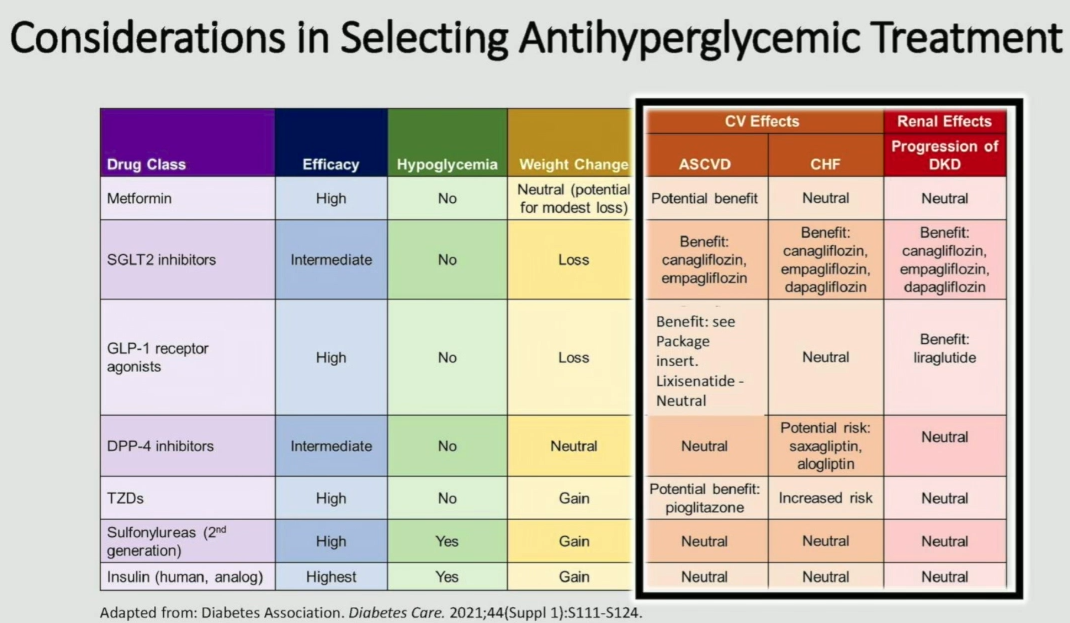 Considerations in Selecting Antihyperglycemic Treatment
CV Effects
Renal Effects
Drug Class
Efficacy
Hypoglycemia
Weight Change
ASCVD
CHF
Progression of
DKD
Metformin
High
No
Neutral (potential
for modest loss)
Potential benefit
Neutral
Neutral
SGLT2 inhibitors
Intermediate
No
Loss
Benefit:
canagliflozin,
empagliflozin
Benefit:
canagliflozin,
empagliflozin,
dapagliflozin
Benefit:
canagliflozin,
empagliflozin,
dapagliflozin
GLP-1 receptor
agonists
High
No
Loss
Benefit: see
Package
insert.
Lixisenatide -
Neutral
Neutral
Benefit:
liraglutide
DPP-4 inhibitors
Intermediate
No
Neutral
Neutral
Potential risk:
saxagliptin,
alogliptin
Neutral
TZDs
High
No
Gain
Potential benefit:
pioglitazone
Increased risk
Neutral
Sulfonylureas (2nd
generation)
High
Yes
Gain
Neutral
Neutral
Neutral
Insulin (human, analog)
Highest
Yes
Gain
Neutral
Neutral
Neutral
Adapted from: Diabetes Association. Diabetes Care. 2021;44(Suppl 1):S111-S124.